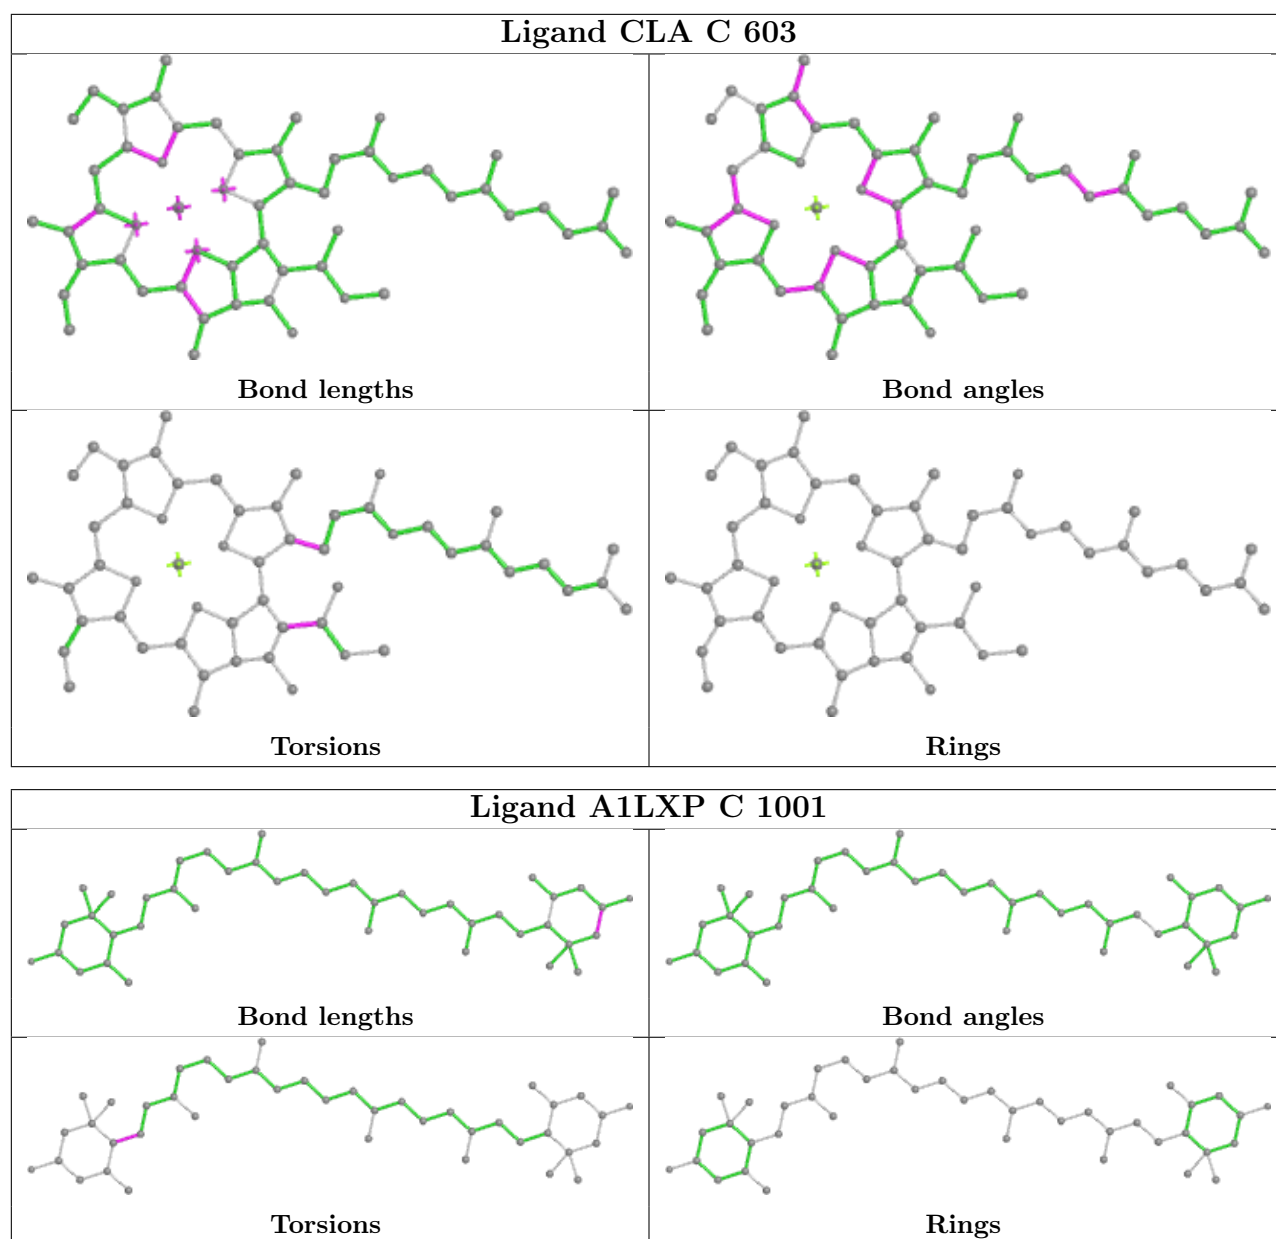 Ligand CLA C 603
Bond lengths
Bond angles
Torsions
Rings
Ligand A1LXP C 1001
Bond lengths
Bond angles
Torsions
Rings